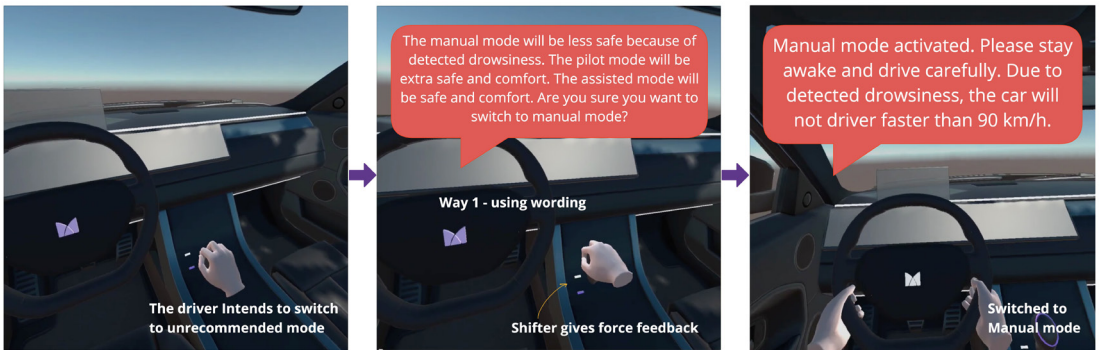 The driver Intends to switch
to unrecommended mode
The manual mode will be less safe because of
detected drowsiness. The pilot mode will be
extra safe and comfort. The assisted mode will
be safe and comfort. Are you sure you want to
switch to manual mode?
Way 1 - using wording
Shifter gives force feedback
Manual mode activated. Please stay
awake and drive carefully. Due to
detected drowsiness, the car will
not driver faster than 90 km/h.
Switched to
Manual mode